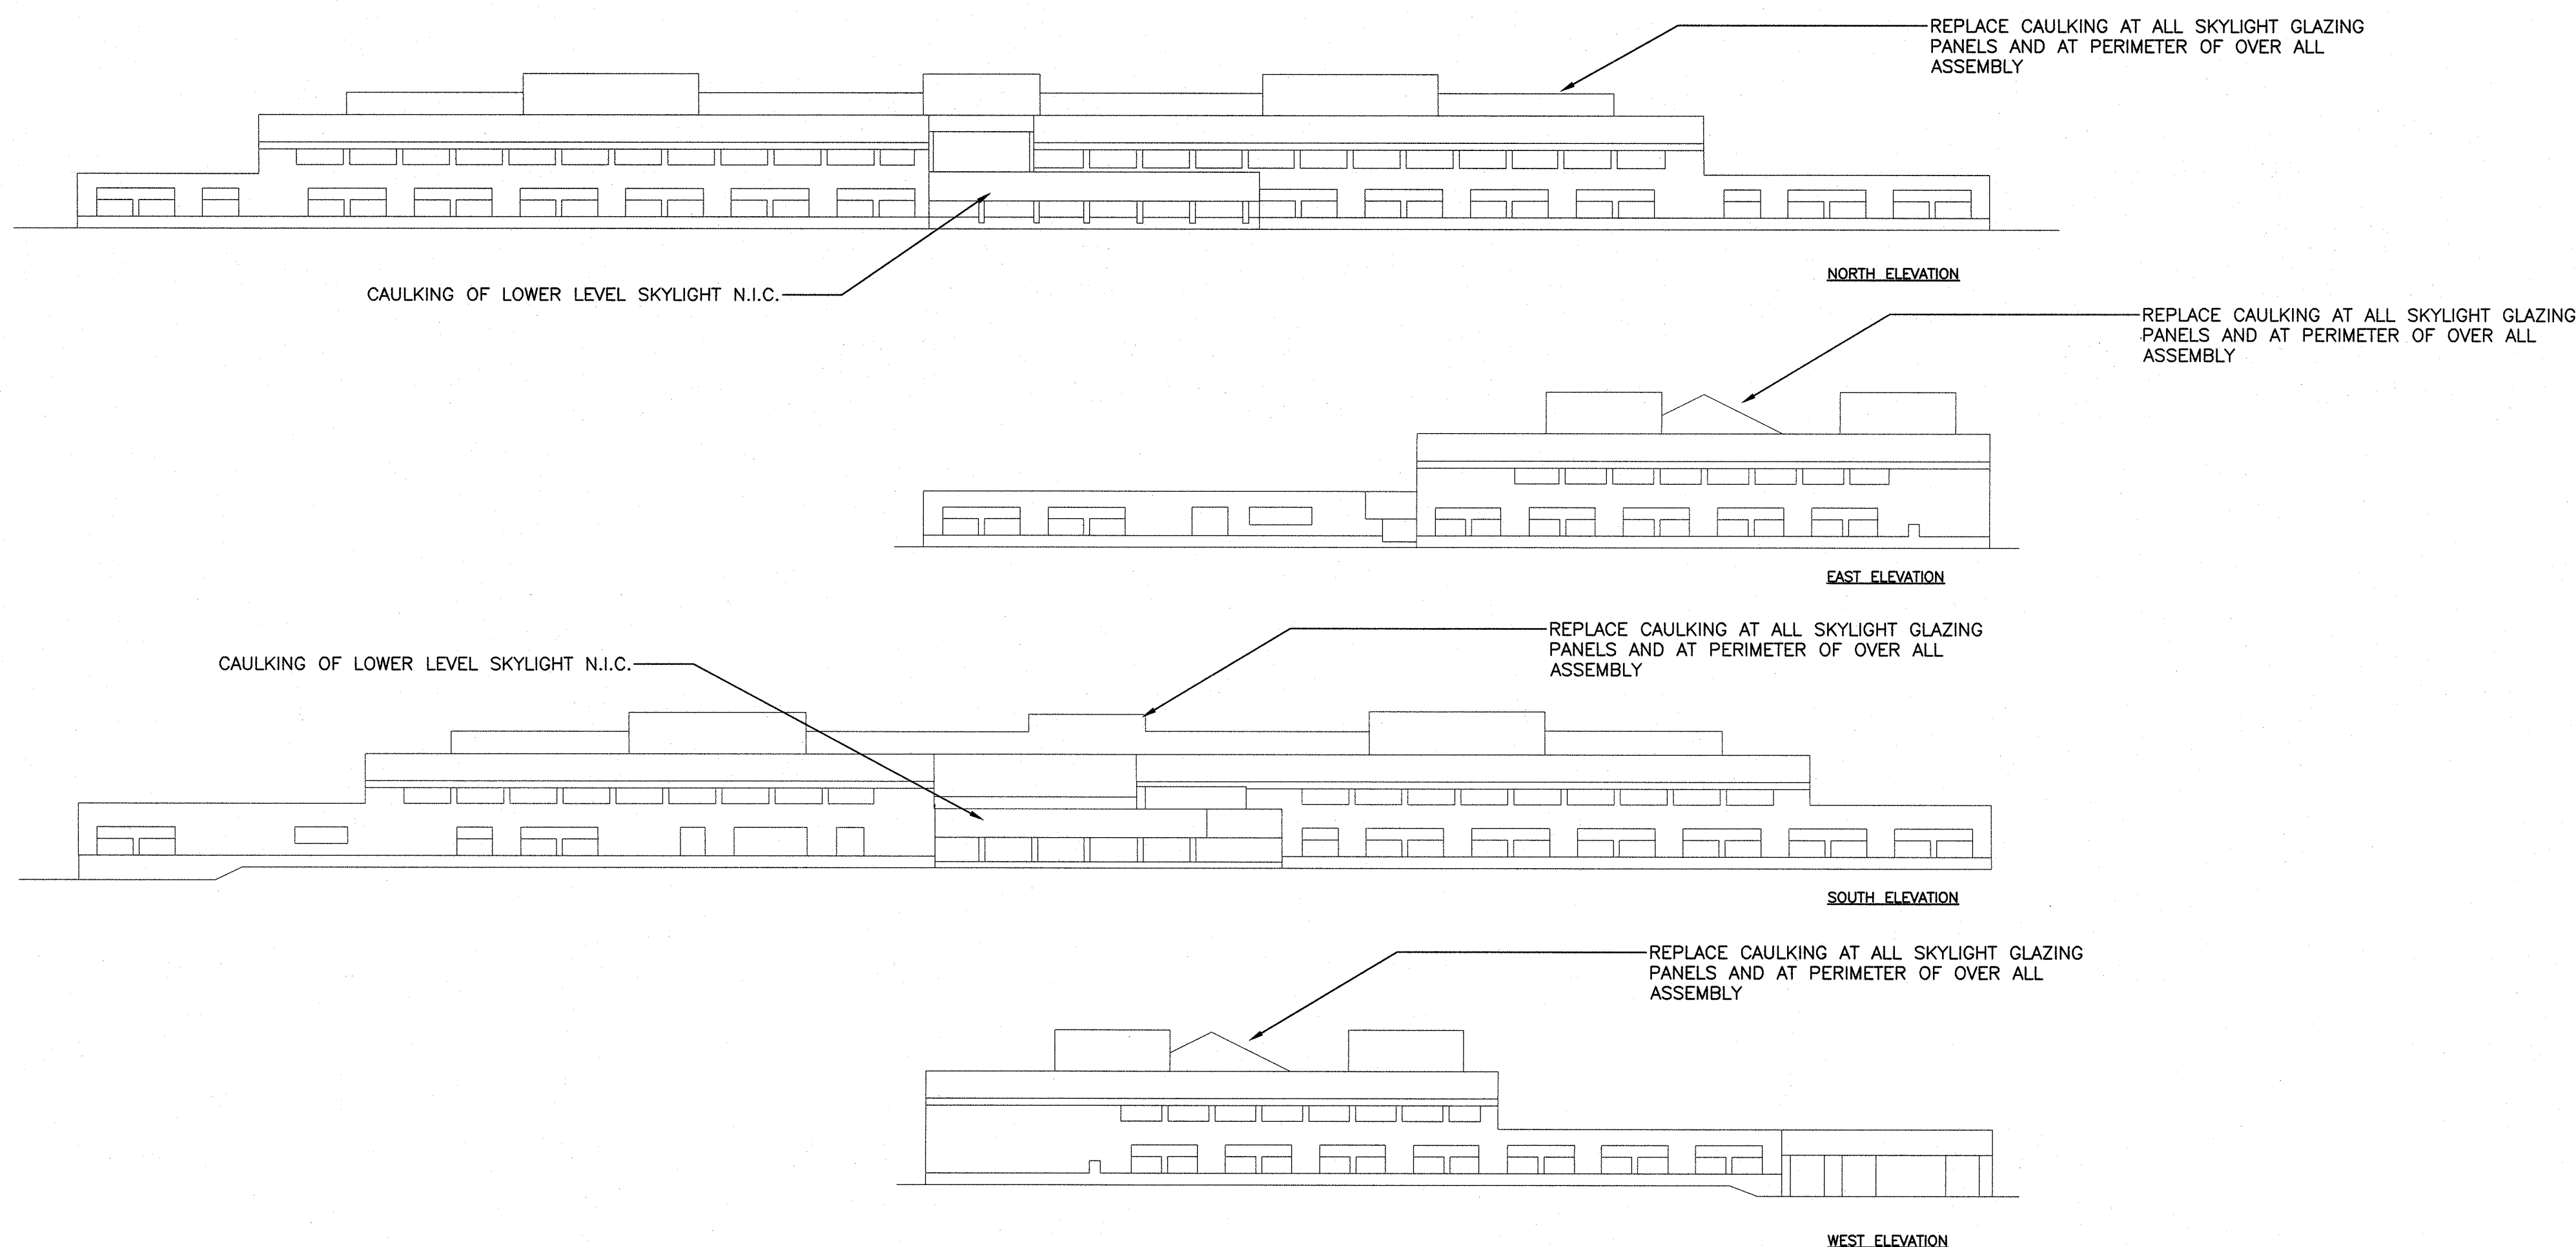 REPLACE CAULKING AT ALL SKYLIGHT GLAZING
PANELS AND AT PERIMETER OF OVER ALL
ASSEMBLY
NORTH ELEVATION
CAULKING OF LOWER LEVEL SKYLIGHT N.I.C.
REPLACE CAULKING AT ALL SKYLIGHT GLAZING
PANELS AND AT PERIMETER OF OVER ALL
ASSEMBLY
EAST ELEVATION
REPLACE CAULKING AT ALL SKYLIGHT GLAZING
PANELS AND AT PERIMETER OF OVER ALL
ASSEMBLY
CAULKING OF LOWER LEVEL SKYLIGHT N.I.C.
SOUTH ELEVATION
REPLACE CAULKING AT ALL SKYLIGHT GLAZING
PANELS AND AT PERIMETER OF OVER ALL
ASSEMBLY
WEST ELEVATION